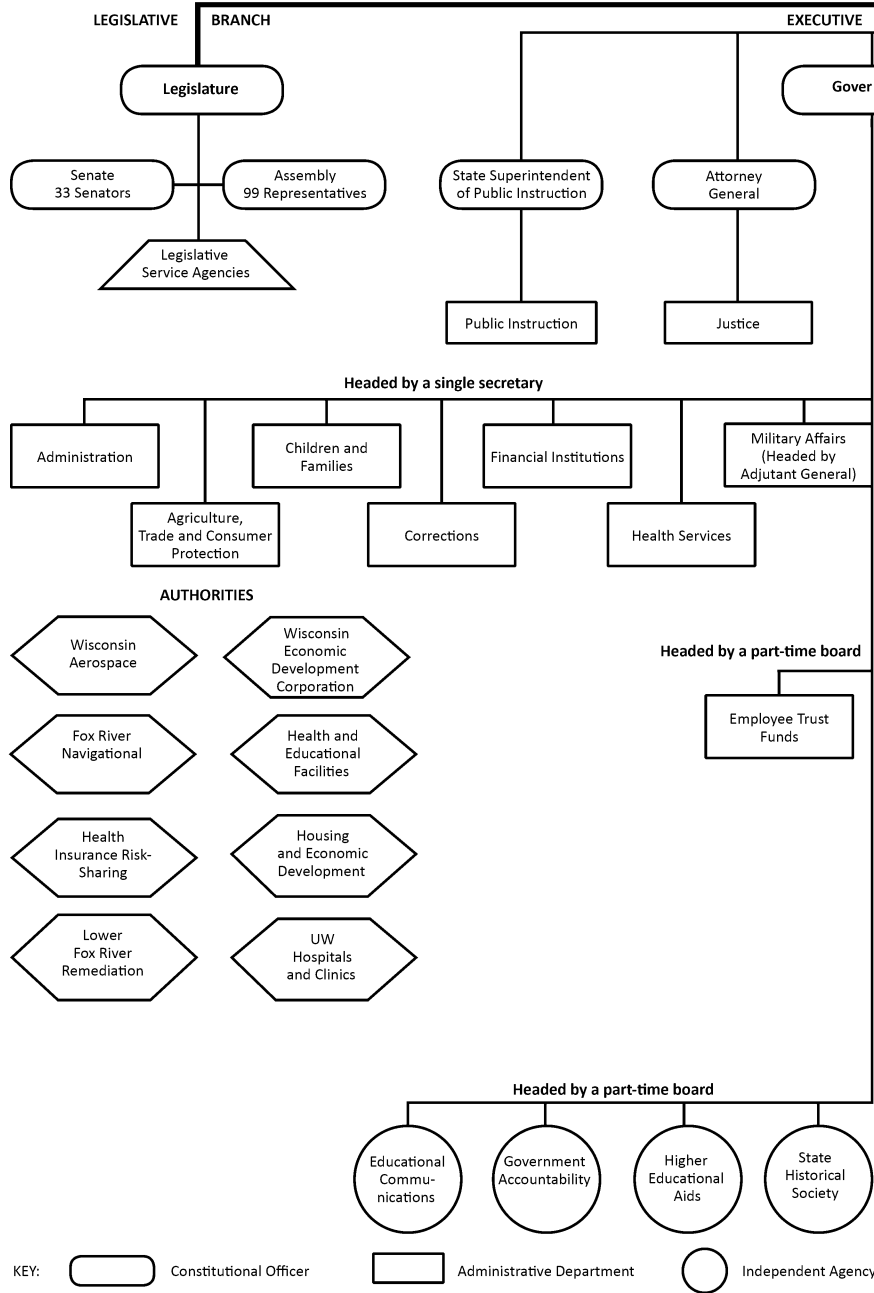 LEGISLATIVE BRANCH
EXECUTIVE
Legislature
Gover
Senate
33 Senators
Assembly
99 Representatives
State Superintendent
of Public Instruction
Attorney
General
Legislative
Service Agencies
Public Instruction
Justice
Headed by a single secretary
Administration
Children and
Families
Financial Institutions
Military Affairs
(Headed by
Adjutant General)
Agriculture,
Trade and Consumer
Protection
Corrections
Health Services
AUTHORITIES
Wisconsin
Aerospace
Wisconsin
Economic
Development
Corporation
Headed by a part-time board
Employee Trust
Funds
Fox River
Navigational
Health and
Educational
Facilities
Health
Insurance Risk-
Sharing
Housing
and Economic
Development
Lower
Fox River
Remediation
UW
Hospitals
and Clinics
Headed by a part-time board
Educational
Commu-
nications
Government
Accountability
Higher
Educational
Aids
State
Historical
Society
KEY:
Constitutional Officer
Administrative Department
Independent Agency